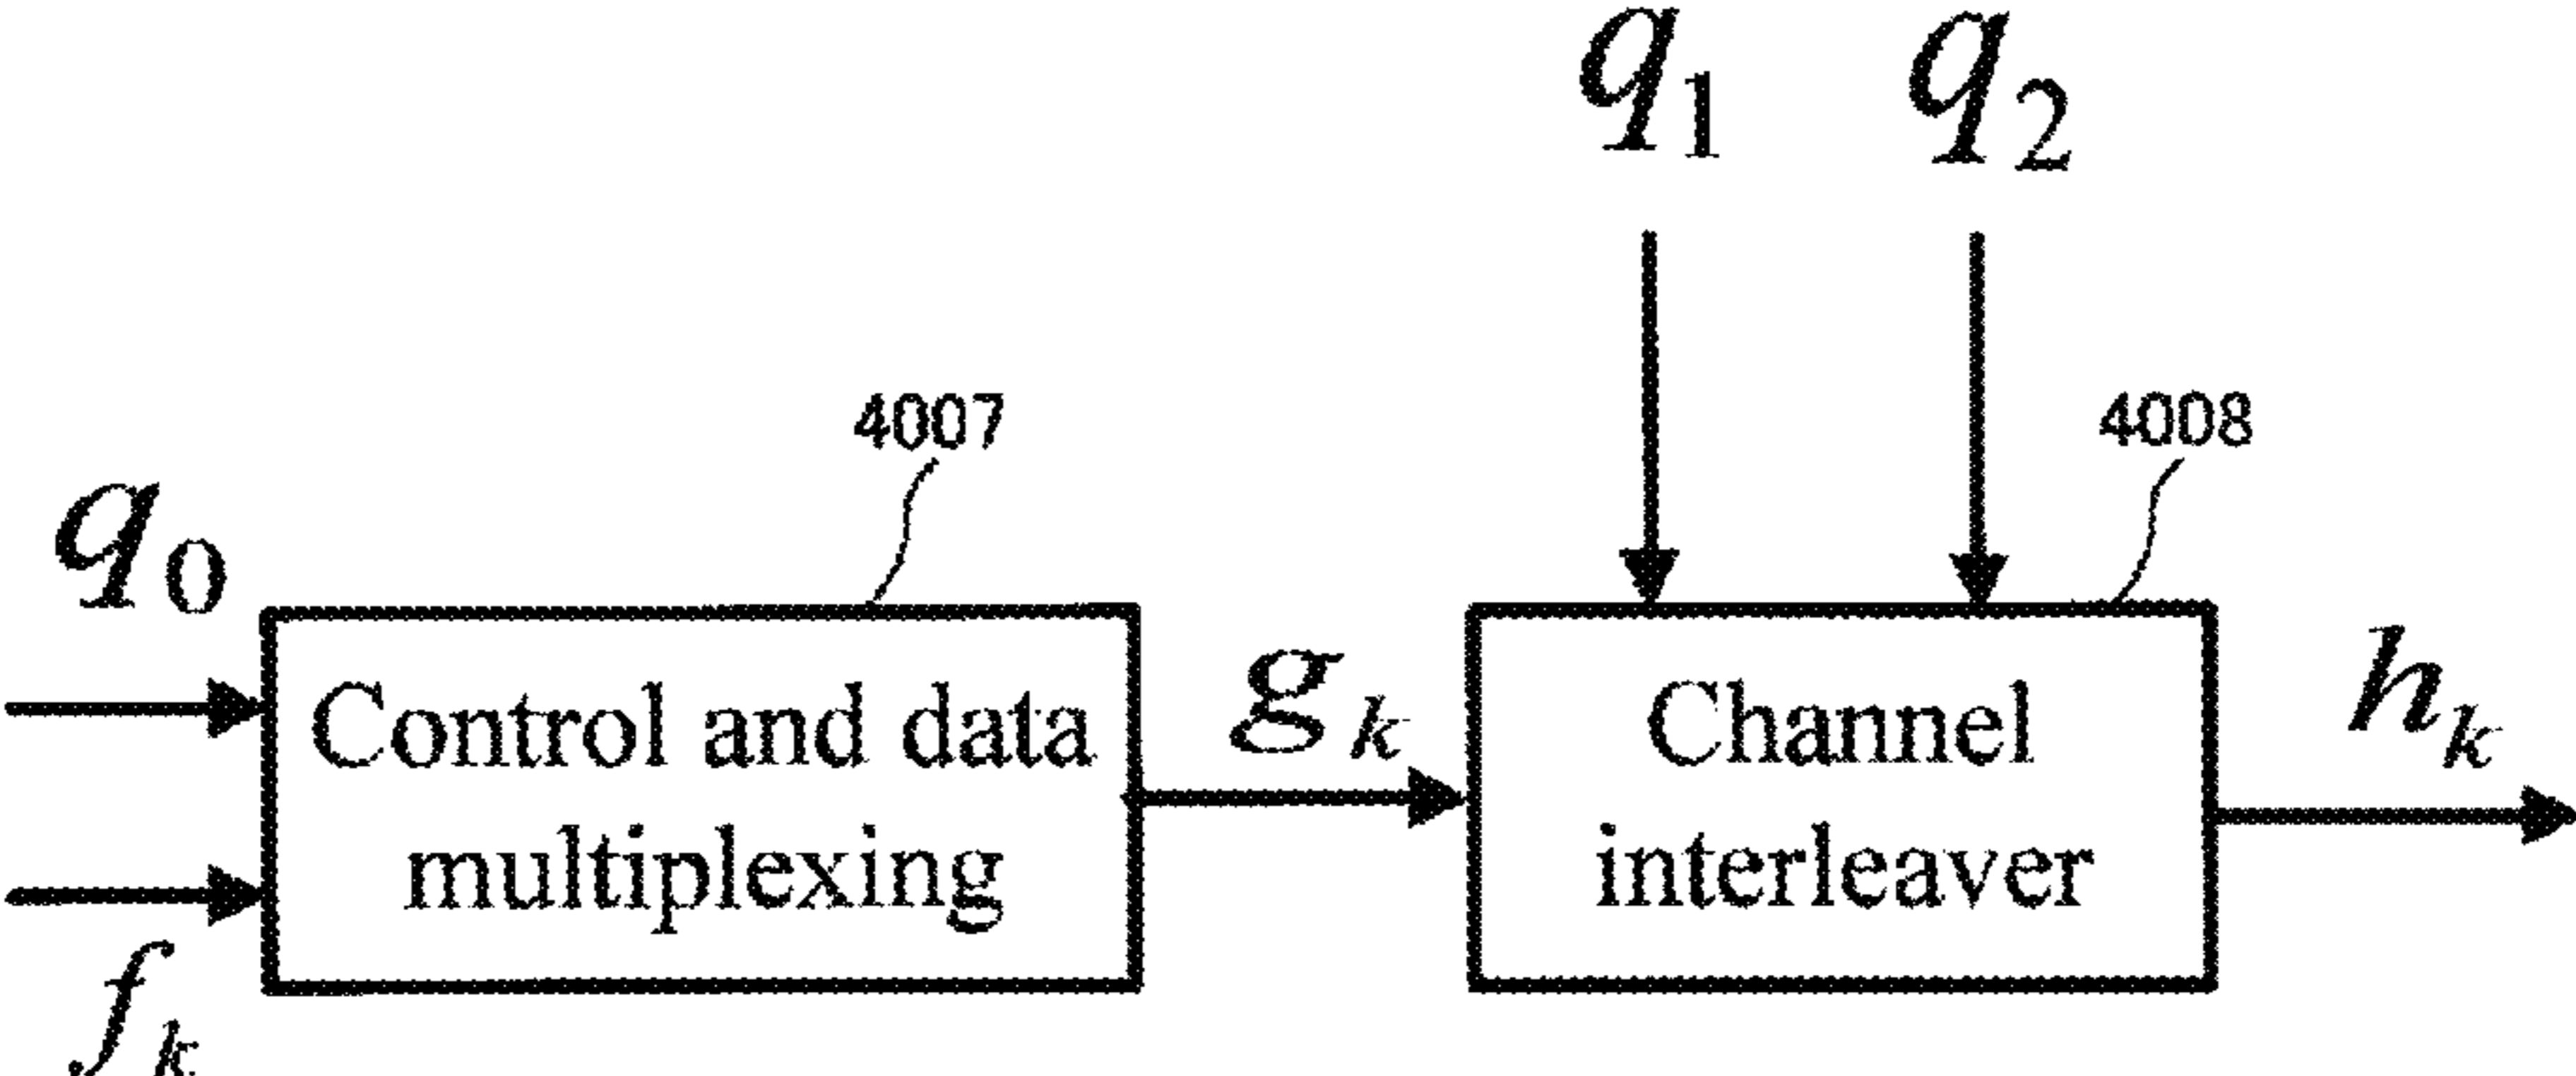 q1 q2
4007 4008
q0
Control and data
multiplexing
gk
Channel
interleaver
hk
fk